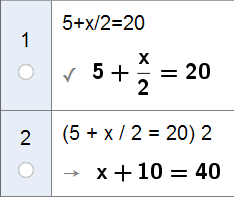 1
5+x/2=20
✓ 5 + x/2 = 20
2
(5 + x / 2 = 20) 2
→ x + 10 = 40